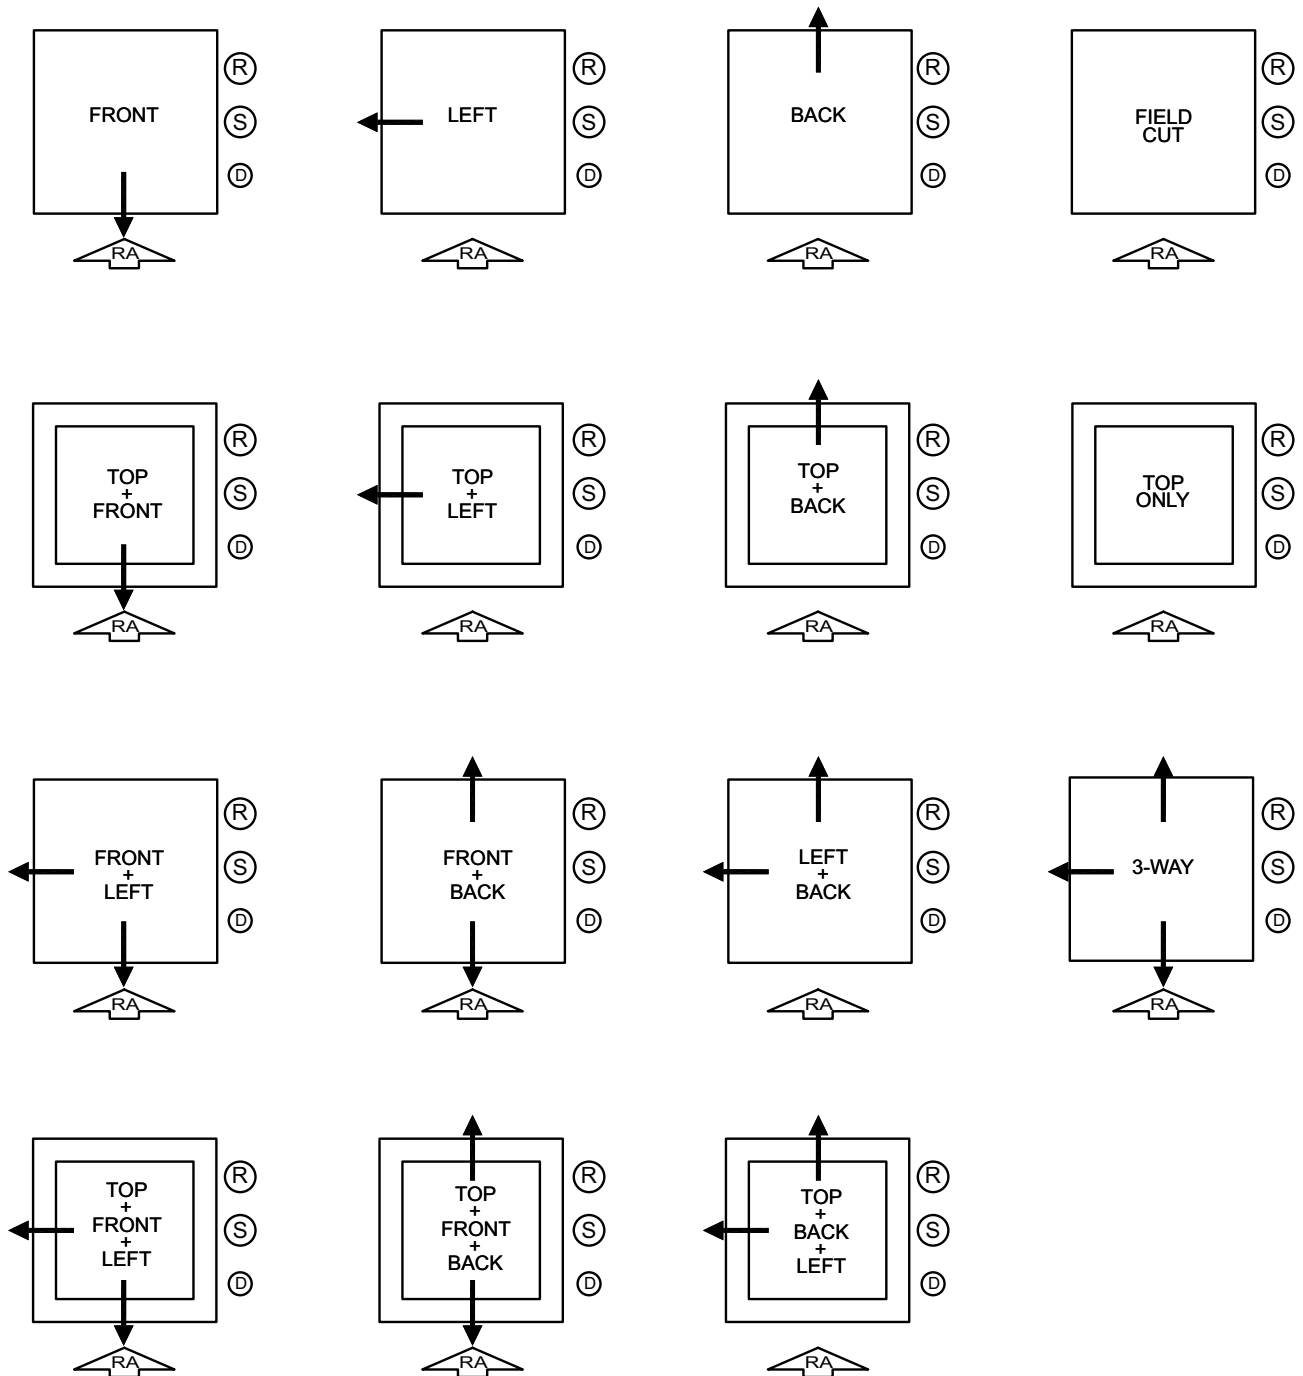 FRONT
R
S
D
RA
LEFT
R
S
D
RA
BACK
R
S
D
RA
FIELD
CUT
R
S
D
RA
TOP
+
FRONT
R
S
D
RA
TOP
+
LEFT
R
S
D
RA
TOP
+
BACK
R
S
D
RA
TOP
ONLY
R
S
D
RA
FRONT
+
LEFT
R
S
D
RA
FRONT
+
BACK
R
S
D
RA
LEFT
+
BACK
R
S
D
RA
3-WAY
R
S
D
RA
TOP
+
FRONT
+
LEFT
R
S
D
RA
TOP
+
FRONT
+
BACK
R
S
D
RA
TOP
+
BACK
+
LEFT
R
S
D
RA